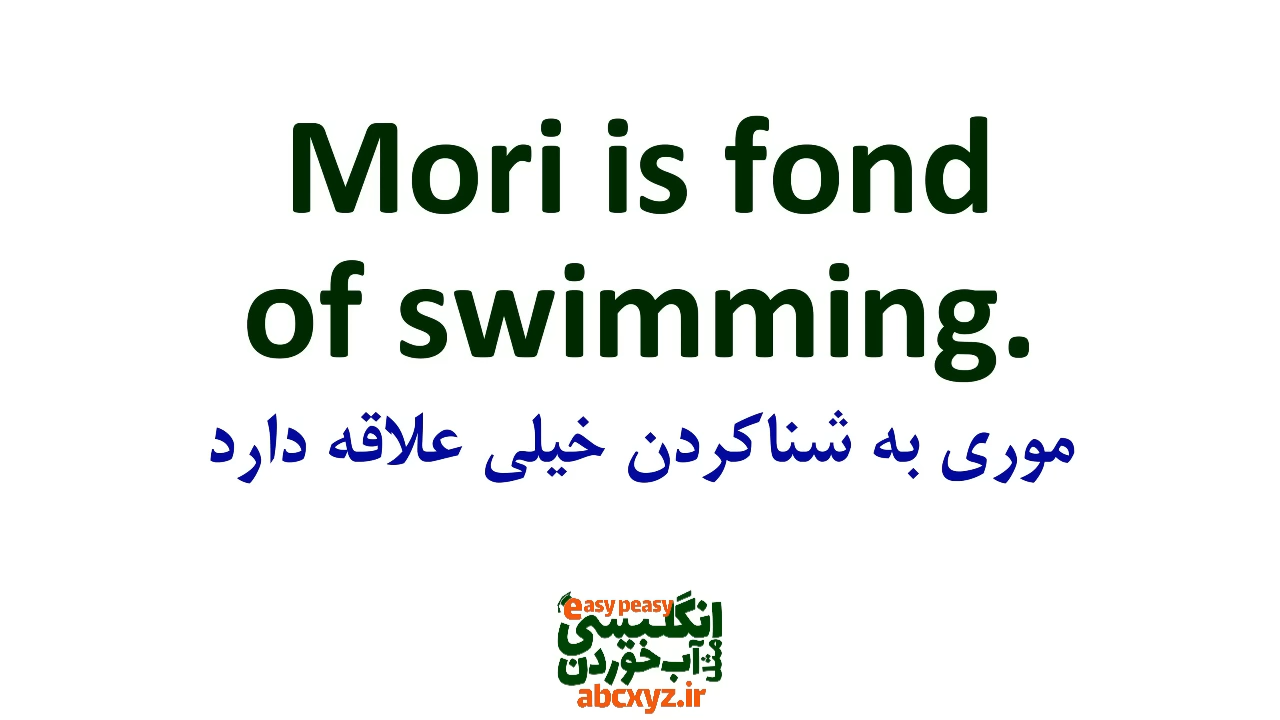 Mori is fond
of swimming.
موری به شناکردن خیلی علاقه دارد
easy peasy
انگلیسی
مثل آب خوردن
abcxyz.ir